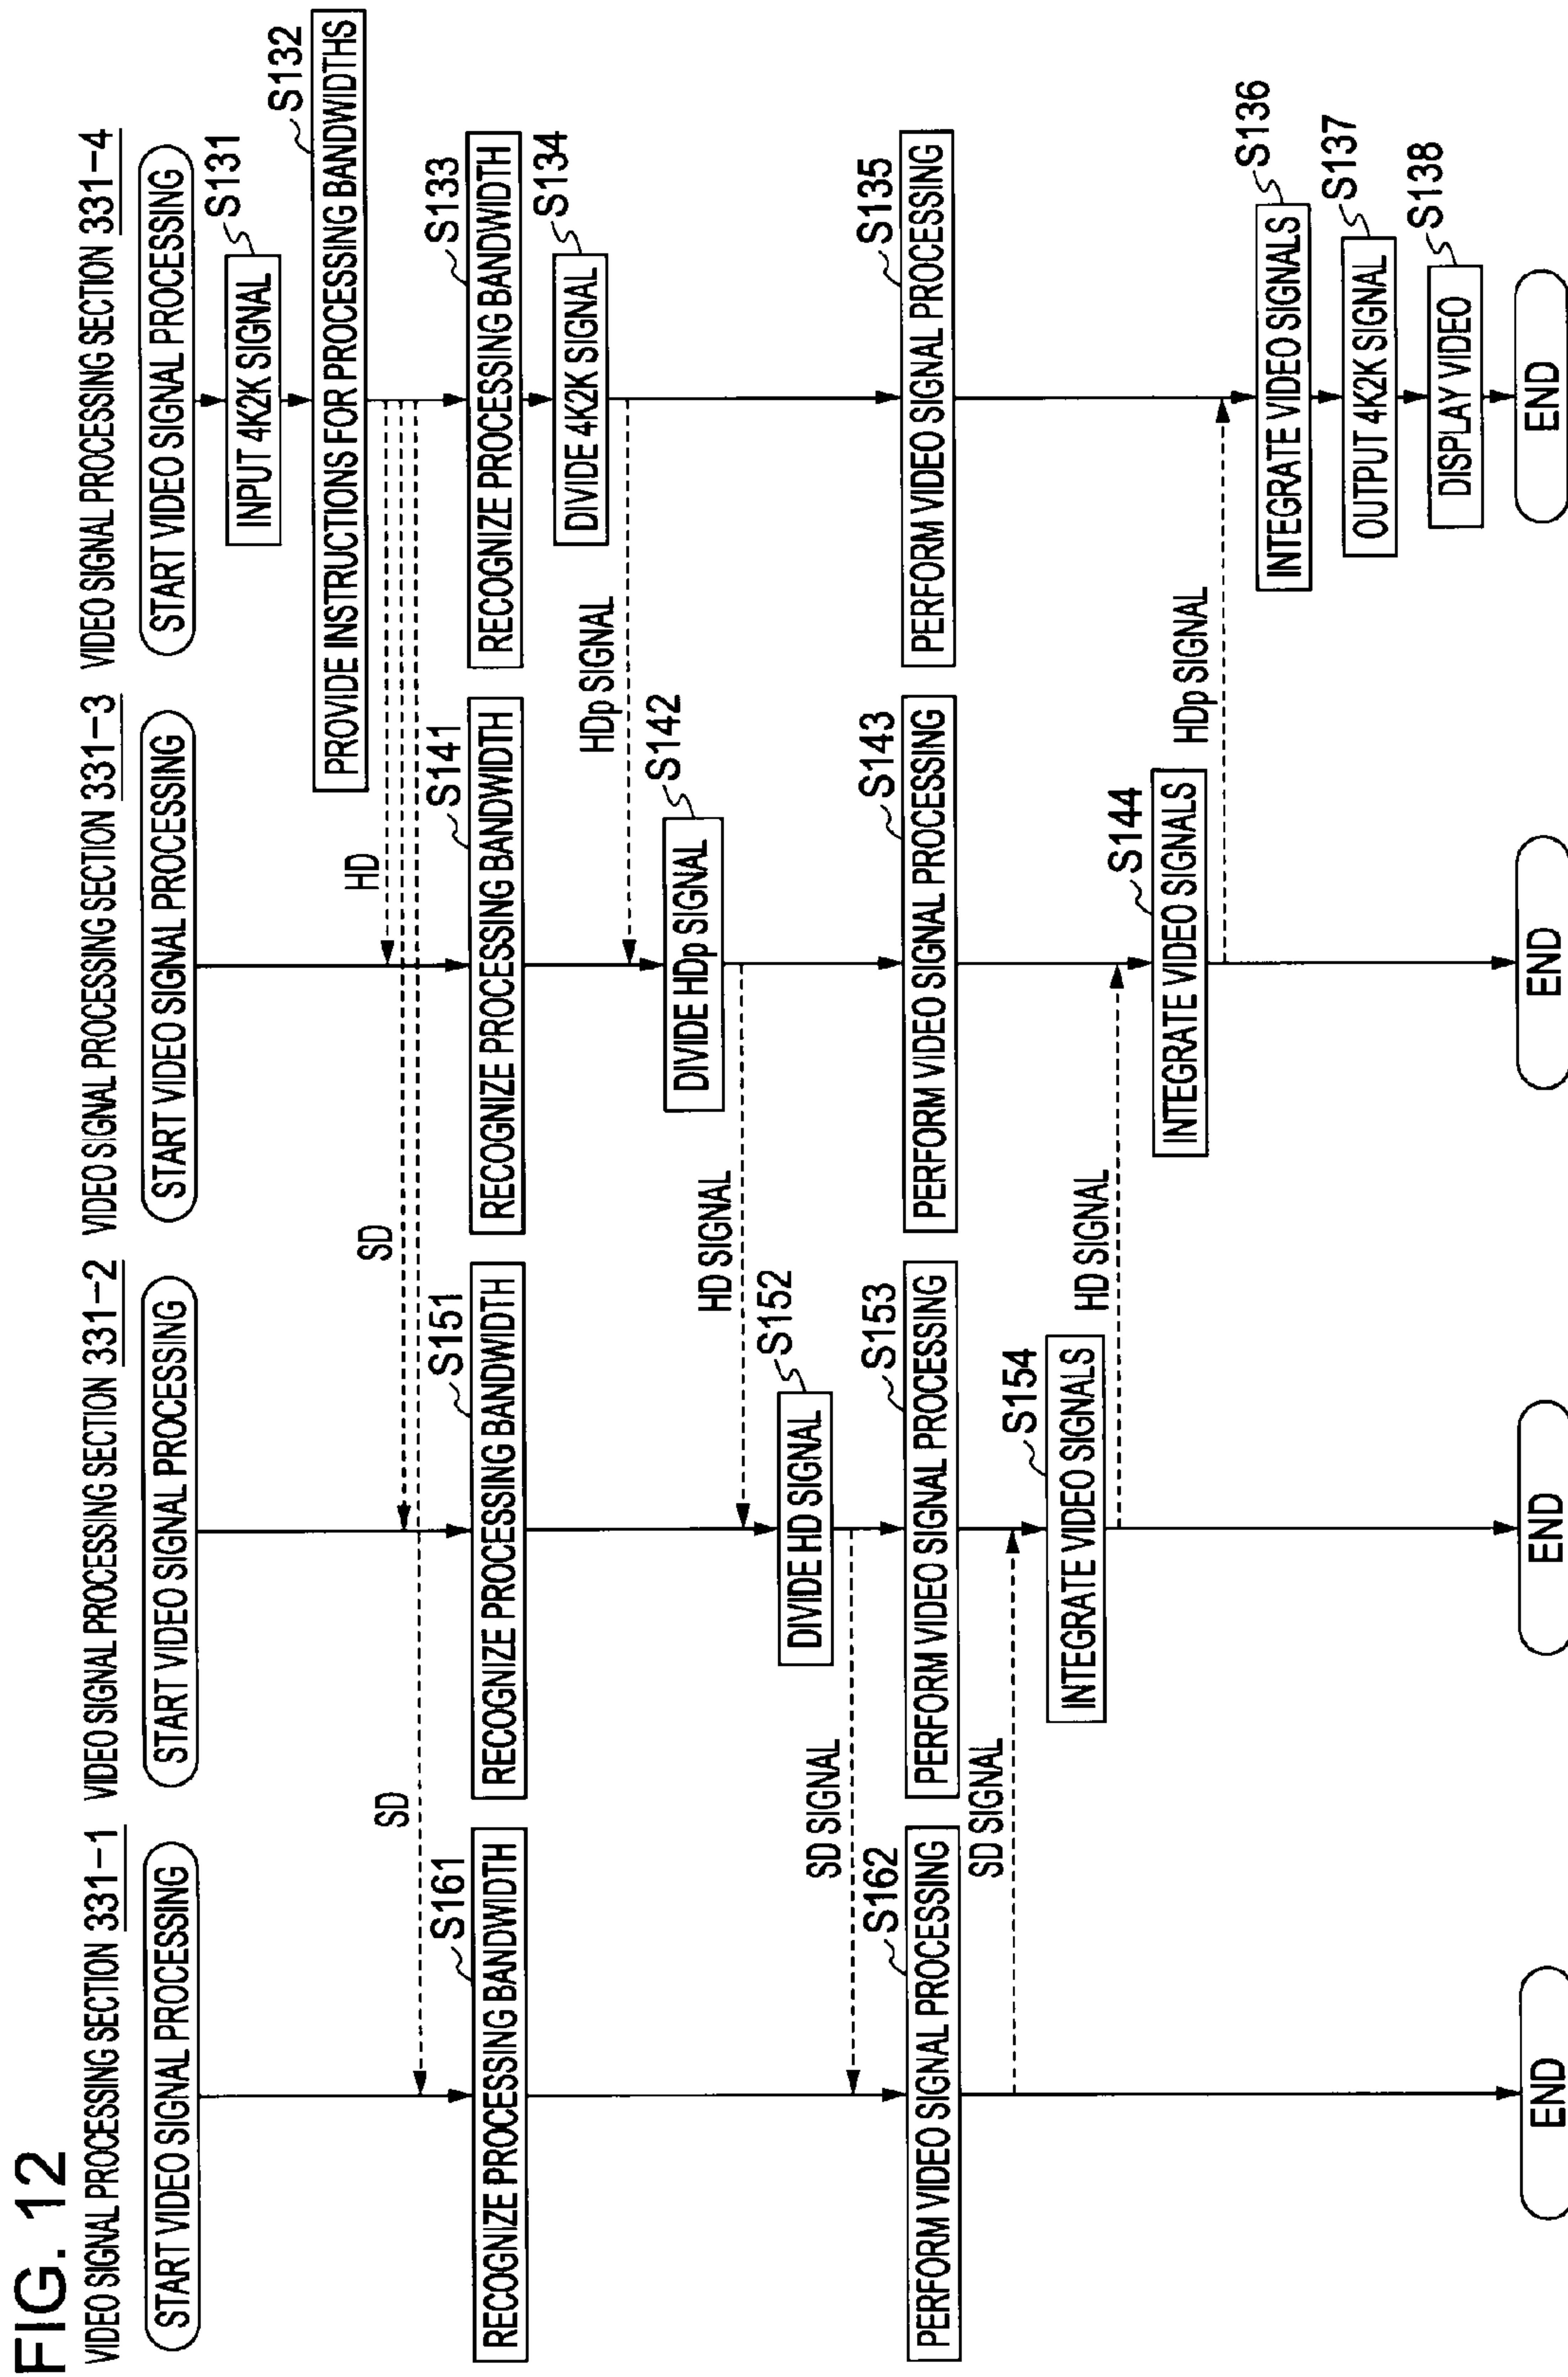 FIG. 12
VIDEO SIGNAL PROCESSING SECTION 331-1
START VIDEO SIGNAL PROCESSING
S161
RECOGNIZE PROCESSING BANDWIDTH
S162
PERFORM VIDEO SIGNAL PROCESSING
END
SD
SD SIGNAL
SD SIGNAL
VIDEO SIGNAL PROCESSING SECTION 331-2
START VIDEO SIGNAL PROCESSING
S151
RECOGNIZE PROCESSING BANDWIDTH
S152
DIVIDE HD SIGNAL
S153
PERFORM VIDEO SIGNAL PROCESSING
S154
INTEGRATE VIDEO SIGNALS
END
SD
HD SIGNAL
HD SIGNAL
VIDEO SIGNAL PROCESSING SECTION 331-3
START VIDEO SIGNAL PROCESSING
S141
RECOGNIZE PROCESSING BANDWIDTH
S142
DIVIDE HDp SIGNAL
S143
PERFORM VIDEO SIGNAL PROCESSING
S144
INTEGRATE VIDEO SIGNALS
END
HD
HDp SIGNAL
HDp SIGNAL
VIDEO SIGNAL PROCESSING SECTION 331-4
START VIDEO SIGNAL PROCESSING
S131
INPUT 4K2K SIGNAL
S132
PROVIDE INSTRUCTIONS FOR PROCESSING BANDWIDTHS
S133
RECOGNIZE PROCESSING BANDWIDTH
S134
DIVIDE 4K2K SIGNAL
S135
PERFORM VIDEO SIGNAL PROCESSING
S136
INTEGRATE VIDEO SIGNALS
S137
OUTPUT 4K2K SIGNAL
S138
DISPLAY VIDEO
END